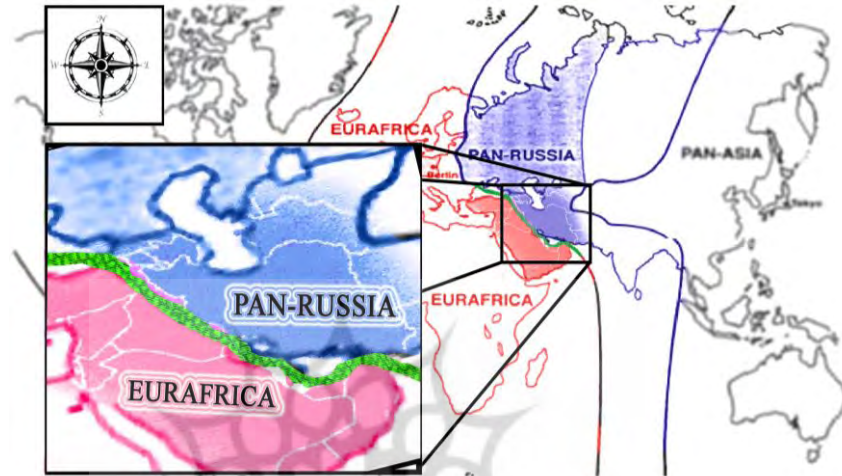 N
W
S
EURAFRICA
PAN-RUSSIA
PAN-ASIA
Berlin
Tokyo
PAN-RUSSIA
EURAFRICA
EURAFRICA